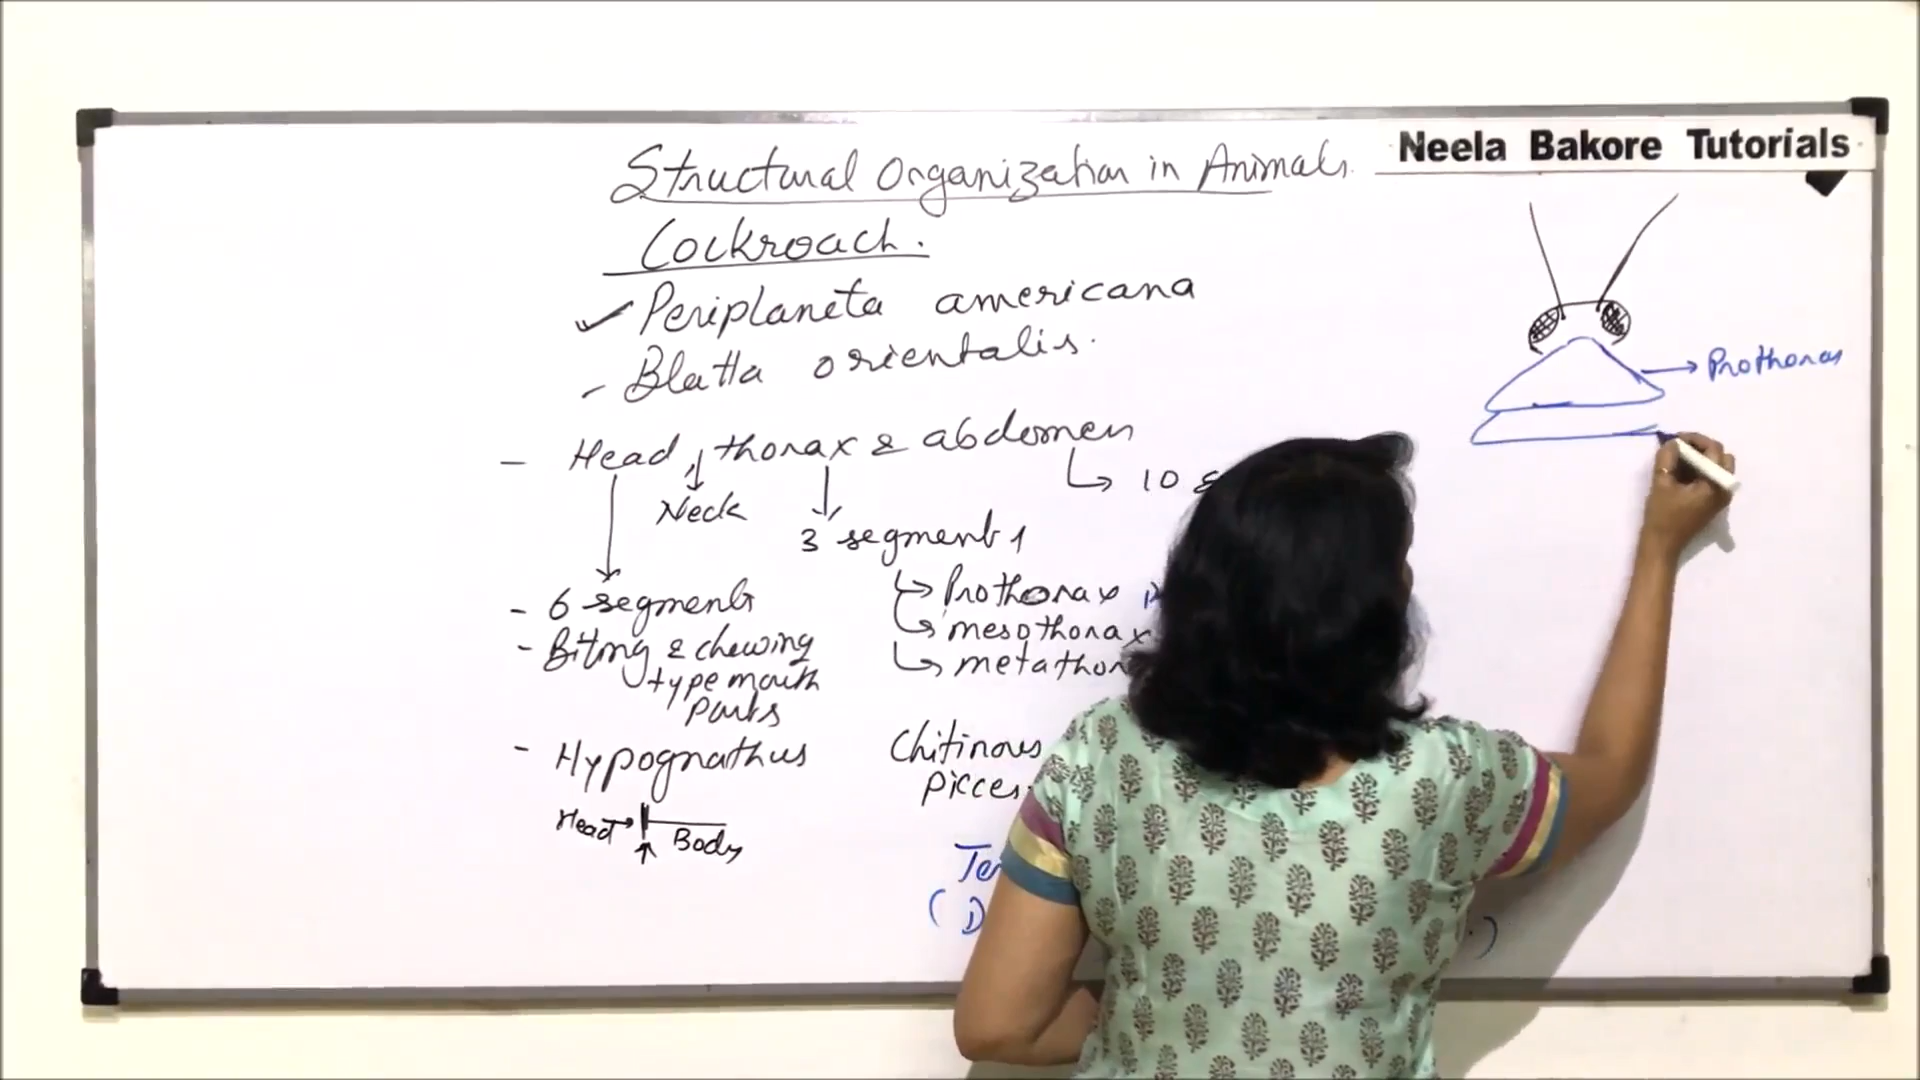 Neela Bakore Tutorials
Structural Organization in Animals.
Cockroach.
Periplaneta americana
- Blatta orientalis.
Prothorax
- Head, thorax & abdomen
Neck
10
3 segments
- 6 segments
Prothorax
- Biting & chewing
mesothorax
type mouth
parts
- Hypognathus
Chitinous
pieces.
Head
Body